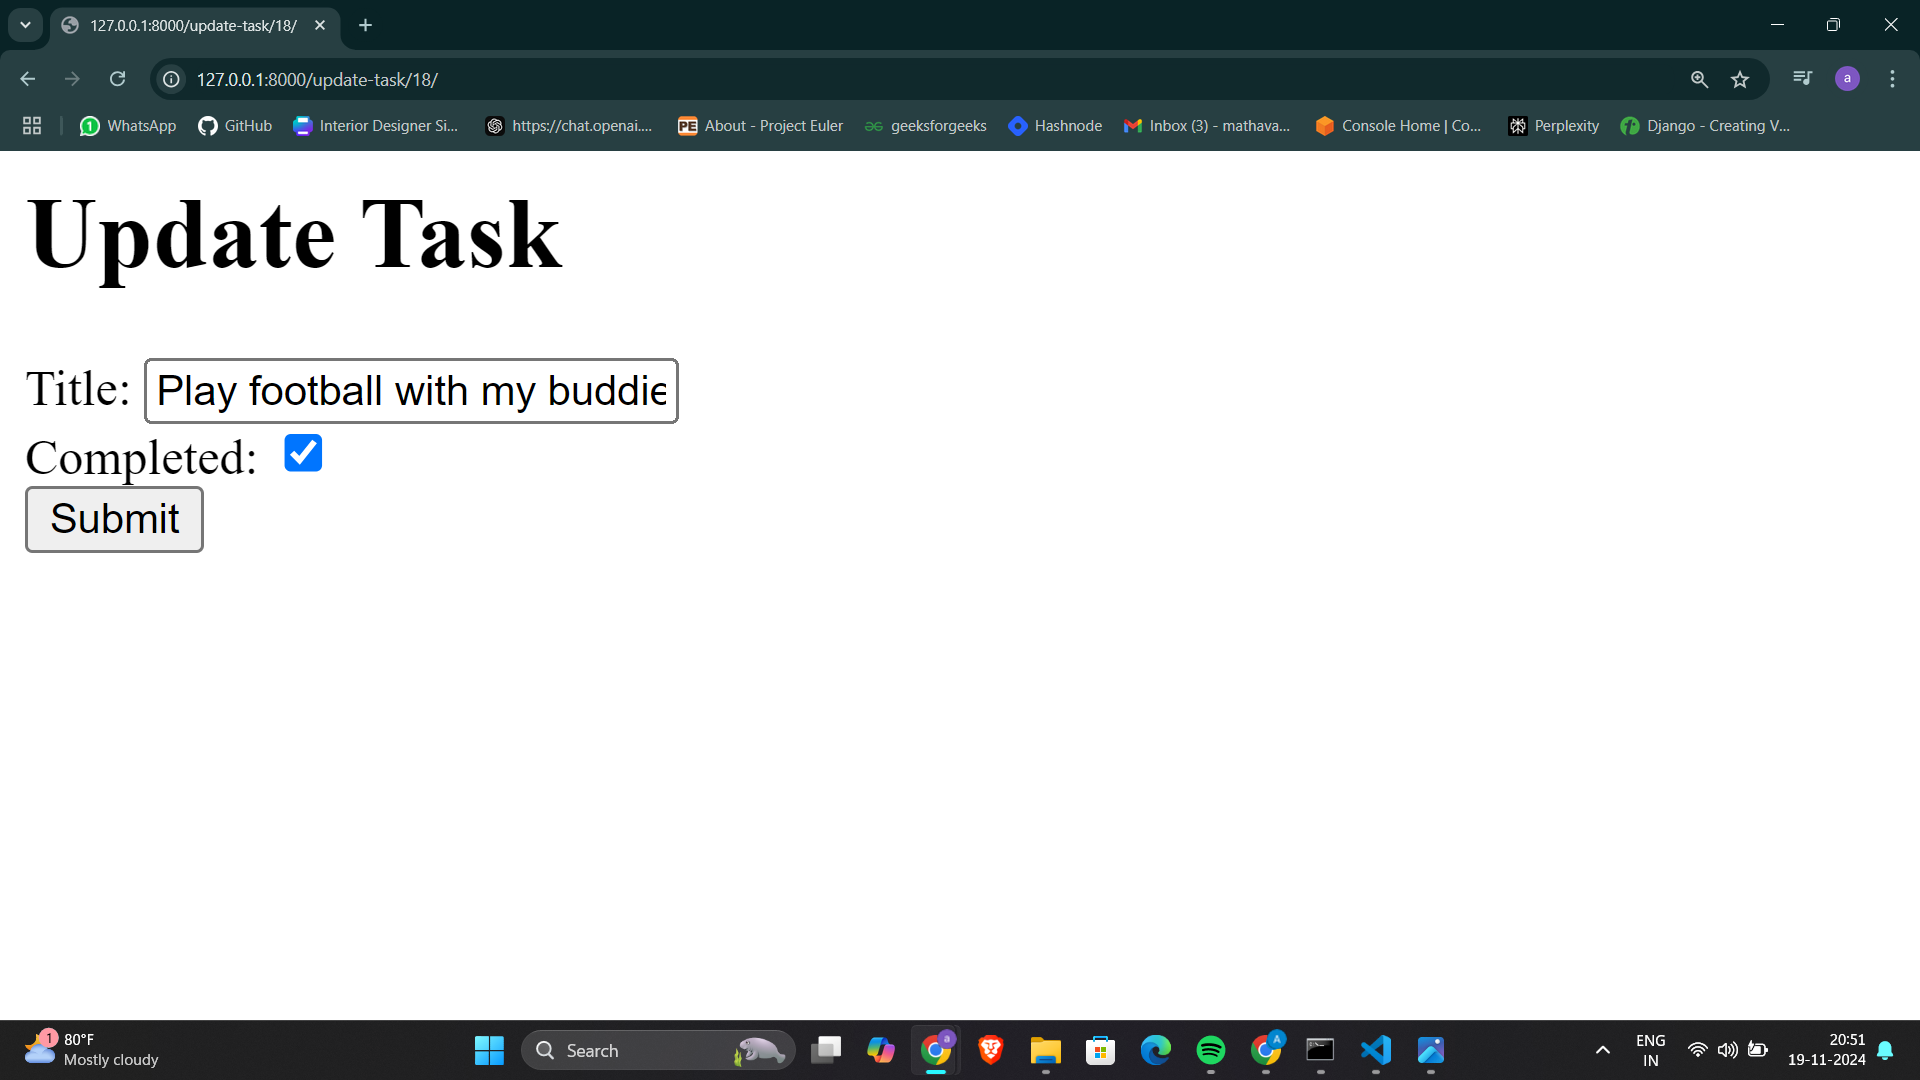 127.0.0.1:8000/update-task/18/
127.0.0.1:8000/update-task/18/
a
1 WhatsApp GitHub Interior Designer Si... https://chat.openai.... PE About - Project Euler geeksforgeeks Hashnode Inbox (3) - mathava... Console Home | Co... Perplexity Django - Creating V...
Update Task
Title: Play football with my buddie
Completed:
Submit
1 80°F
Mostly cloudy
Search
a
A
ENG
IN
20:51
19-11-2024